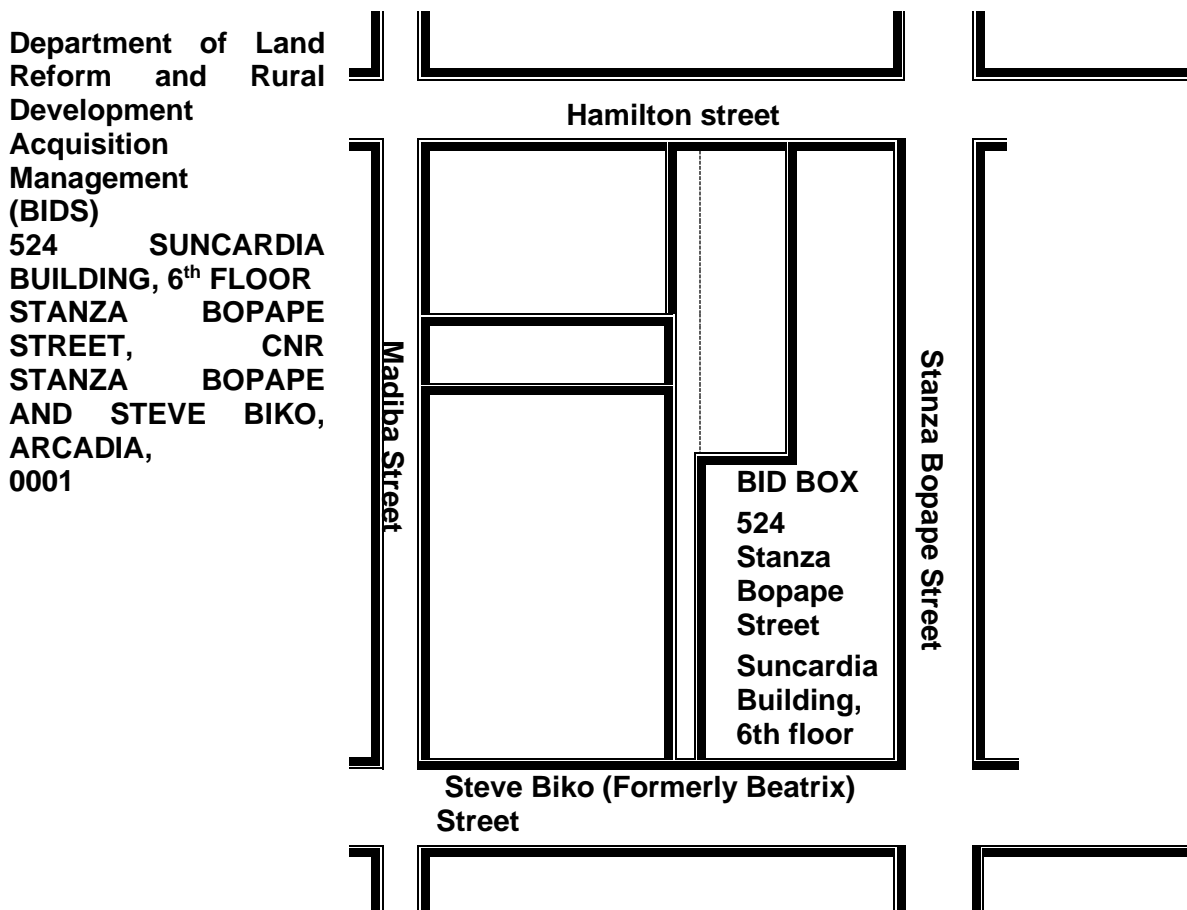 Department of Land
Reform and Rural
Development
Acquisition
Management
(BIDS)
524 SUNCARDIA
BUILDING, 6th FLOOR
STANZA BOPAPE
STREET, CNR
STANZA BOPAPE
AND STEVE BIKO,
ARCADIA,
0001
Hamilton street
Madiba Street
Stanza Bopape Street
BID BOX
524
Stanza
Bopape
Street
Suncardia
Building,
6th floor
Steve Biko (Formerly Beatrix)
Street